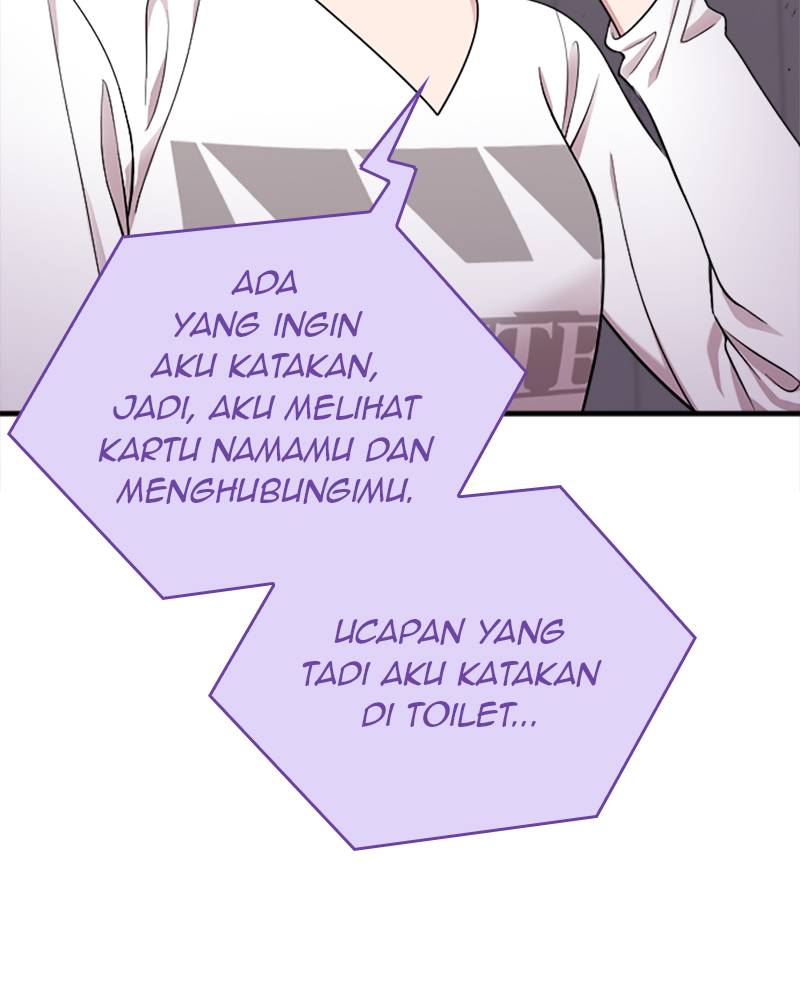 ADA
YANG INGIN
AKU KATAKAN,
JADI, AKU MELIHAT
KARTU NAMAMU DAN
MENGHUBUNGIMU.
UCAPAN YANG
TADI AKU KATAKAN
DI TOILET...